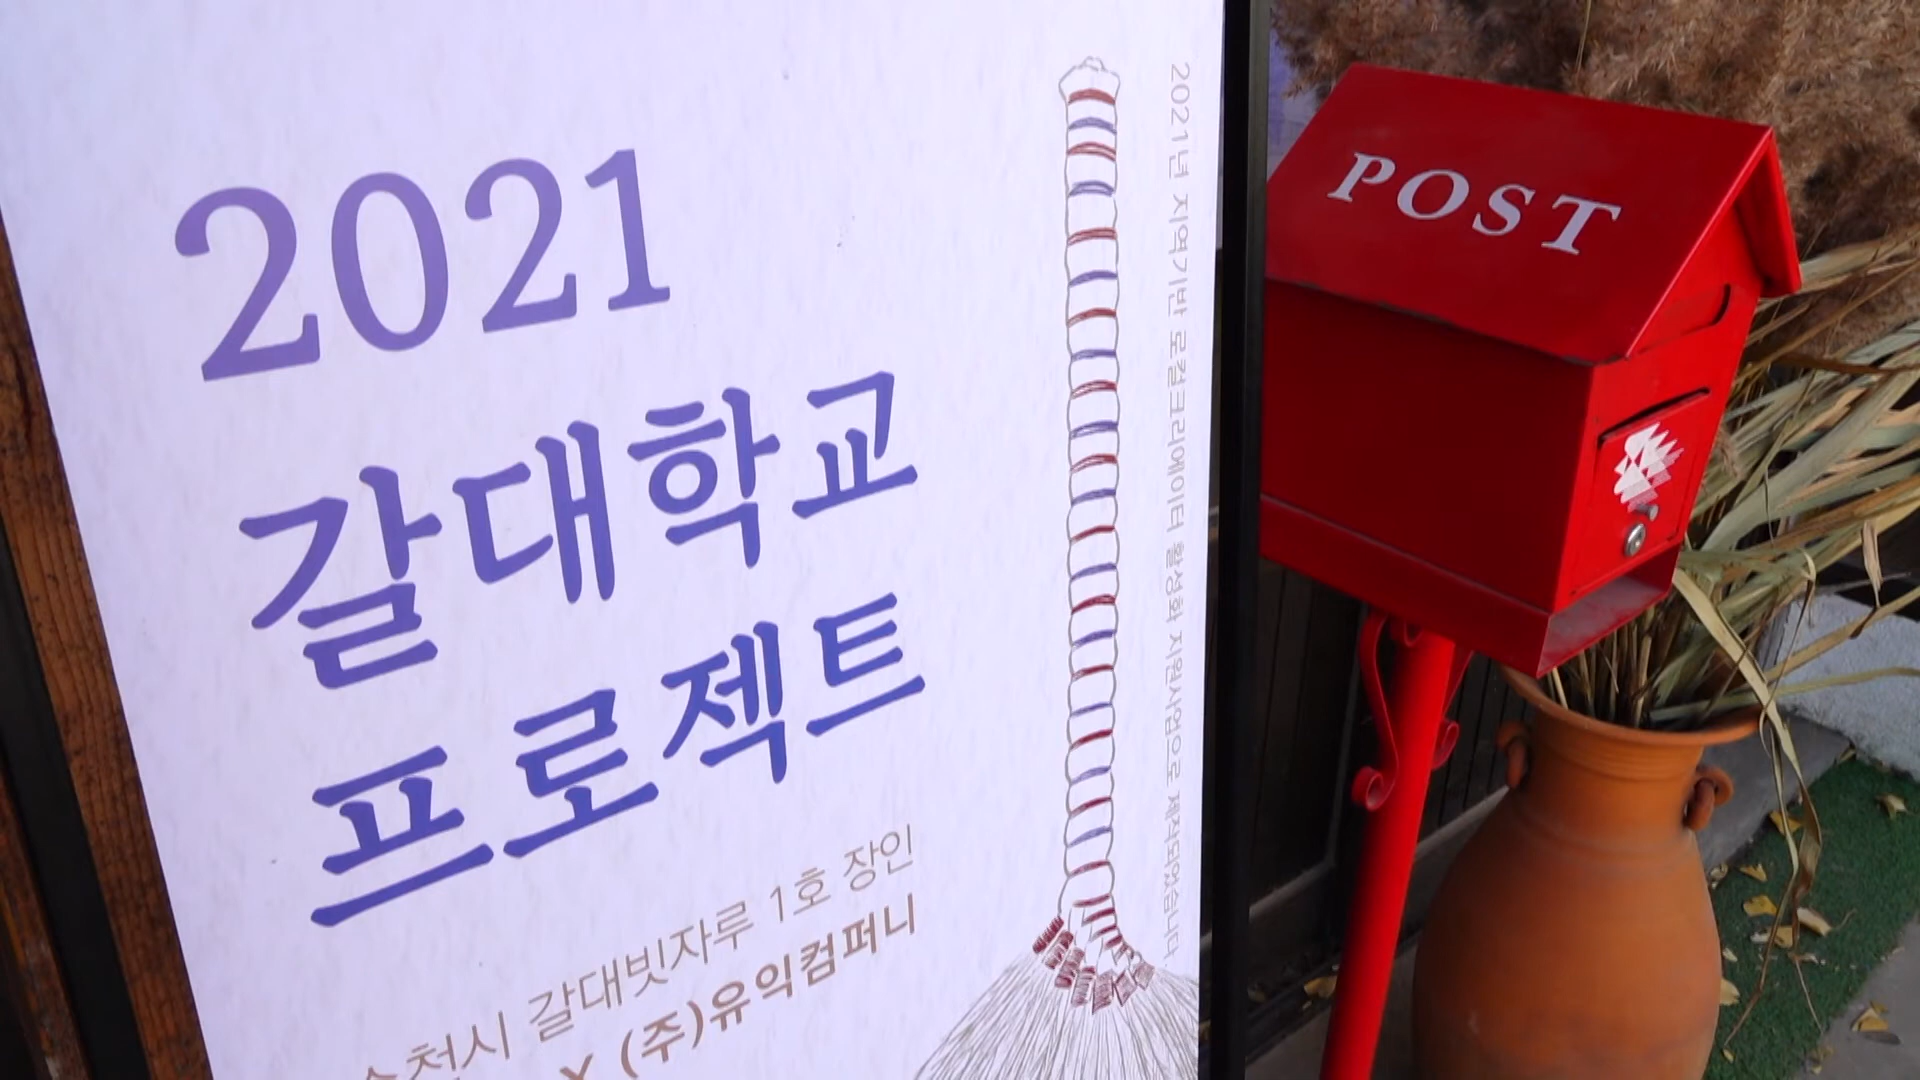 2021
갈대학교
프로젝트
순천시 갈대빗자루 1호 장인
X (주)유익컴퍼니
2021년 지역기반 로컬크리에이터 활성화 지원사업으로 제작되었습니다.
POST